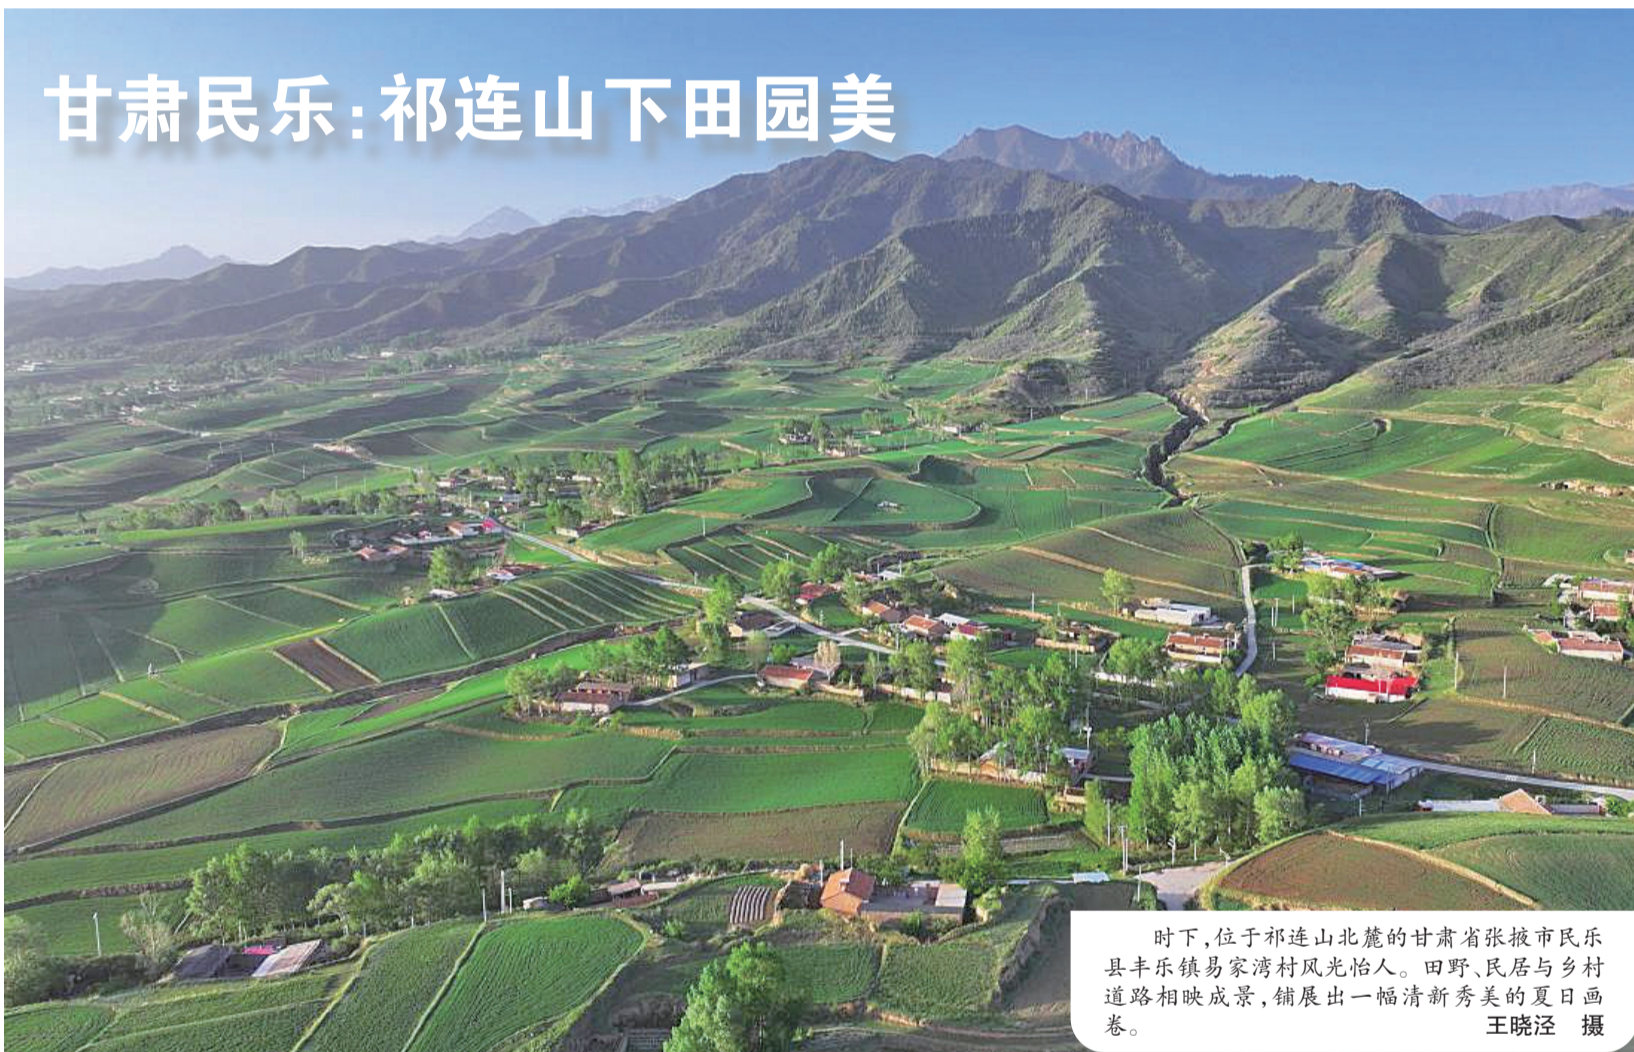 甘肃民乐:祁连山下田园美
时下,位于祁连山北麓的甘肃省张掖市民乐
县丰乐镇易家湾村风光怡人。田野、民居与乡村
道路相映成景,铺展出一幅清新秀美的夏日画
卷。 王晓泾 摄